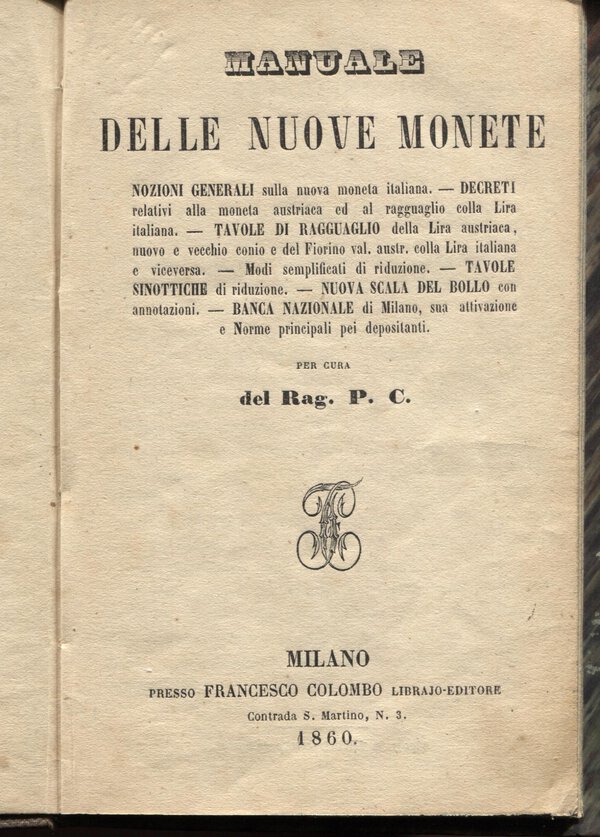 MANUALE
DELLE NUOVE MONETE
NOZIONI GENERALI sulla nuova moneta italiana. — DECRETI
relativi alla moneta austriaca ed al ragguaglio colla Lira
italiana. — TAVOLE DI RAGGUAGLIO della Lira austriaca,
nuovo e vecchio conio e del Fiorino val. austr. colla Lira italiana
e viceversa. — Modi semplificati di riduzione. — TAVOLE
SINOTTICHE di riduzione. — NUOVA SCALA DEL BOLLO con
annotazioni. — BANCA NAZIONALE di Milano, sua attivazione
e Norme principali pei depositanti.
PER CURA
del Rag. P. C.
MILANO
PRESSO FRANCESCO COLOMBO LIBRAJO-EDITORE
Contrada S. Martino, N. 3.
1860.